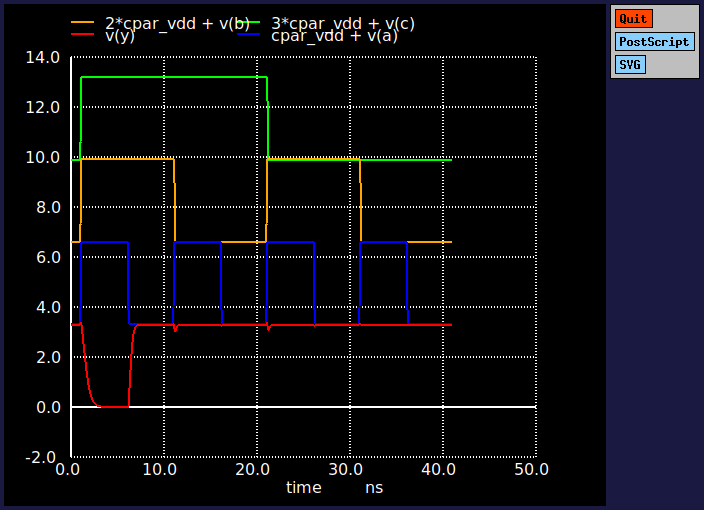 2*cpar_vdd + v(b) 3*cpar_vdd + v(c)
v(y) cpar_vdd + v(a)
Quit
PostScript
SVG
14.0
12.0
10.0
8.0
6.0
4.0
2.0
0.0
-2.0
0.0 10.0 20.0 30.0 40.0 50.0
time ns